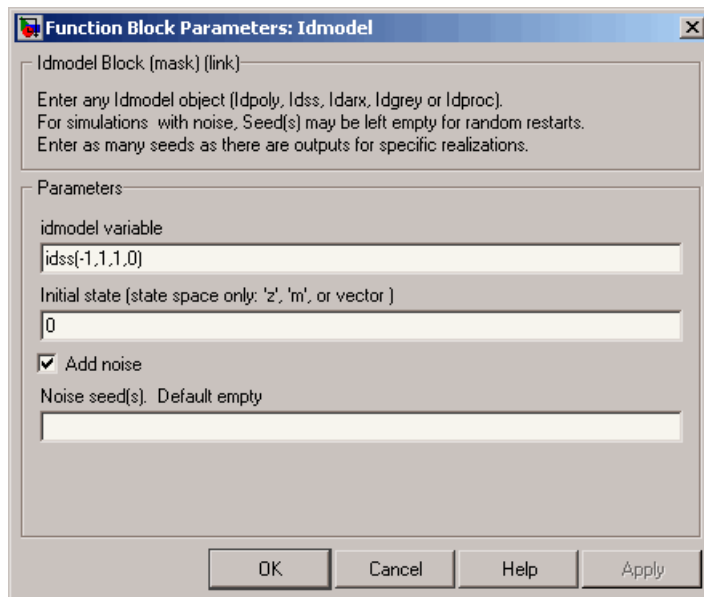 Function Block Parameters: Idmodel
Idmodel Block (mask) (link)
Enter any Idmodel object (Idpoly, Idss, Idarx, Idgrey or Idproc).
For simulations with noise, Seed(s) may be left empty for random restarts.
Enter as many seeds as there are outputs for specific realizations.
Parameters
idmodel variable
idss(-1,1,1,0)
Initial state (state space only: 'z', 'm', or vector )
0
Add noise
Noise seed(s). Default empty
OK Cancel Help Apply